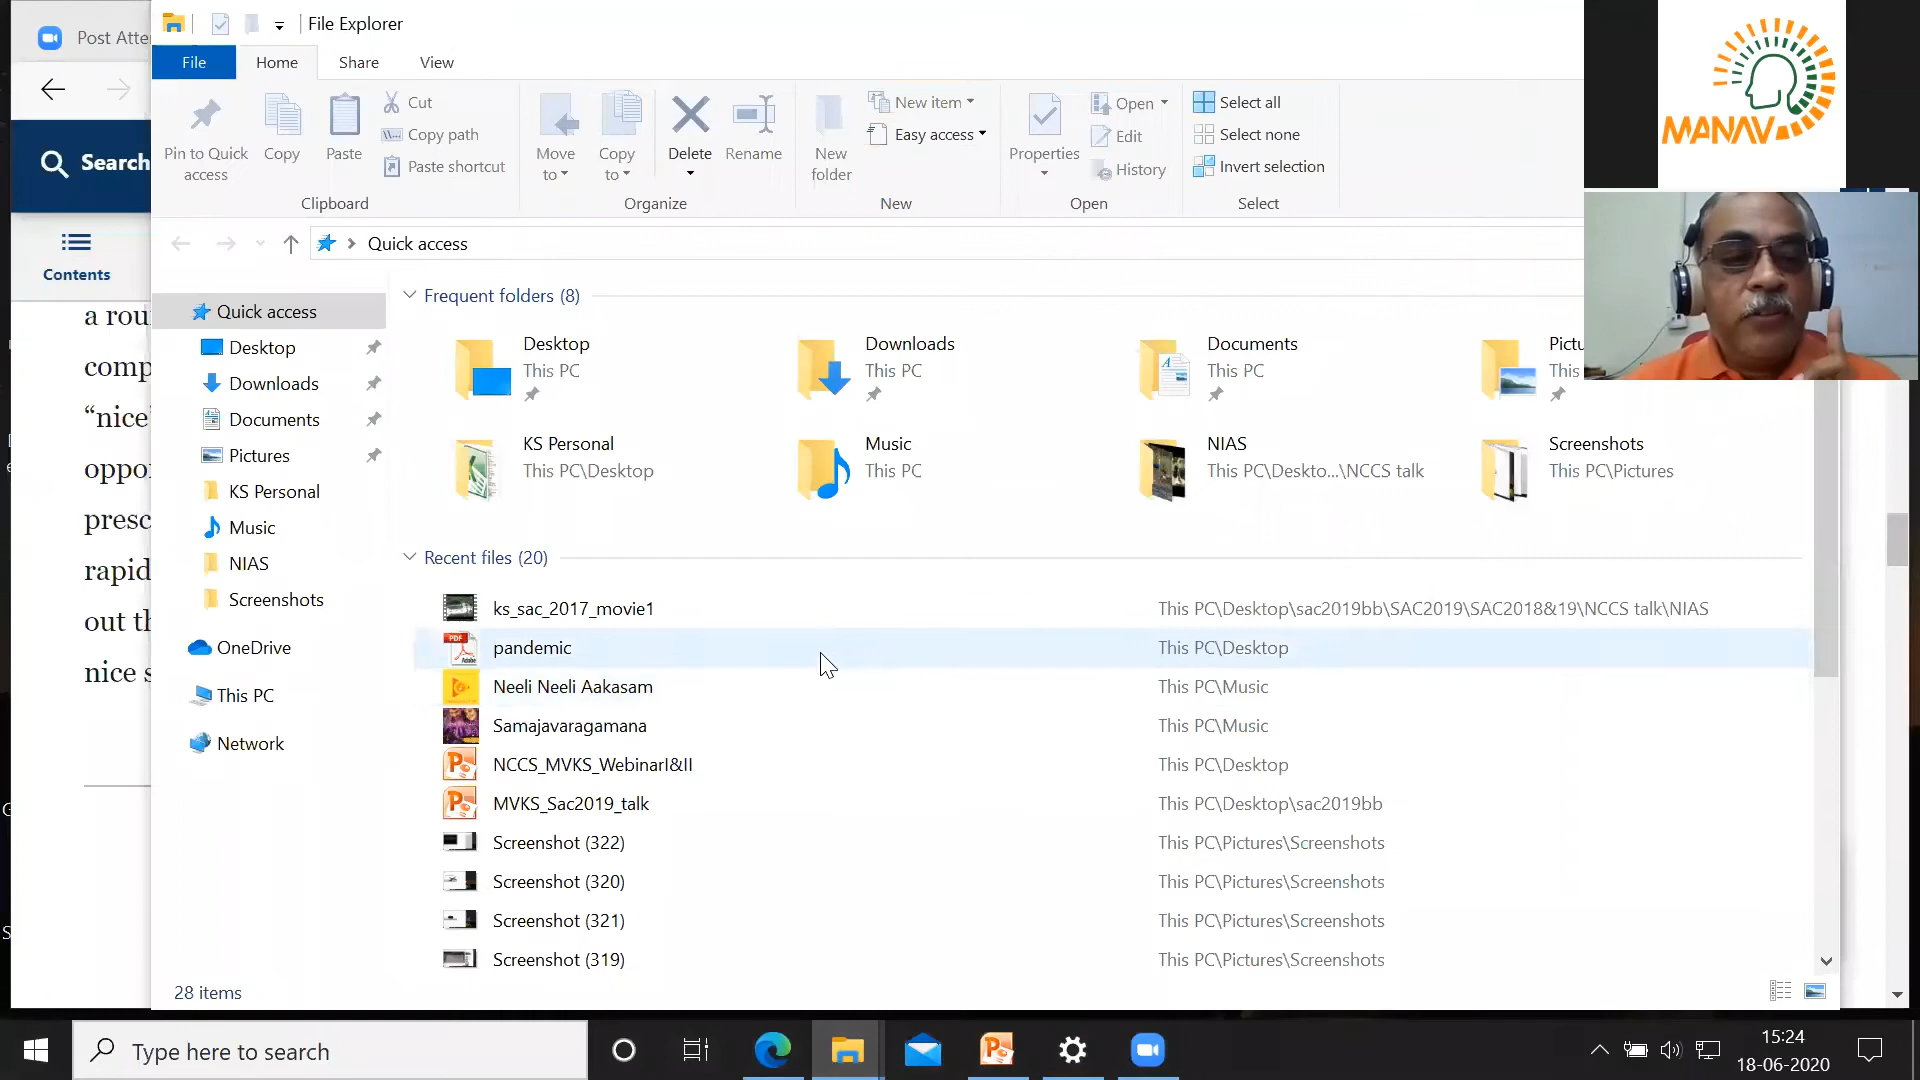 Post Atte
File Explorer
File
Home
Share
View
Pin to Quick access
Copy
Paste
Cut
Copy path
Paste shortcut
Clipboard
Move to
Copy to
Delete
Rename
Organize
New folder
New item
Easy access
New
Properties
Open
Edit
History
Open
Select all
Select none
Invert selection
Select
MANAV
Search
Contents
Quick access
a rou
comp
“nice”
oppo
presc
rapid
out th
nice s
Quick access
Desktop
Downloads
Documents
Pictures
KS Personal
Music
NIAS
Screenshots
OneDrive
This PC
Network
Frequent folders (8)
Desktop
This PC
Downloads
This PC
Documents
This PC
Pictu
This
KS Personal
This PC\Desktop
Music
This PC
NIAS
This PC\Deskto...\NCCS talk
Screenshots
This PC\Pictures
Recent files (20)
ks_sac_2017_movie1 This PC\Desktop\sac2019bb\SAC2019\SAC2018&19\NCCS talk\NIAS
pandemic This PC\Desktop
Neeli Neeli Aakasam This PC\Music
Samajavaragamana This PC\Music
NCCS_MVKS_WebinarI&II This PC\Desktop
MVKS_Sac2019_talk This PC\Desktop\sac2019bb
Screenshot (322) This PC\Pictures\Screenshots
Screenshot (320) This PC\Pictures\Screenshots
Screenshot (321) This PC\Pictures\Screenshots
Screenshot (319) This PC\Pictures\Screenshots
28 items
Type here to search
15:24
18-06-2020